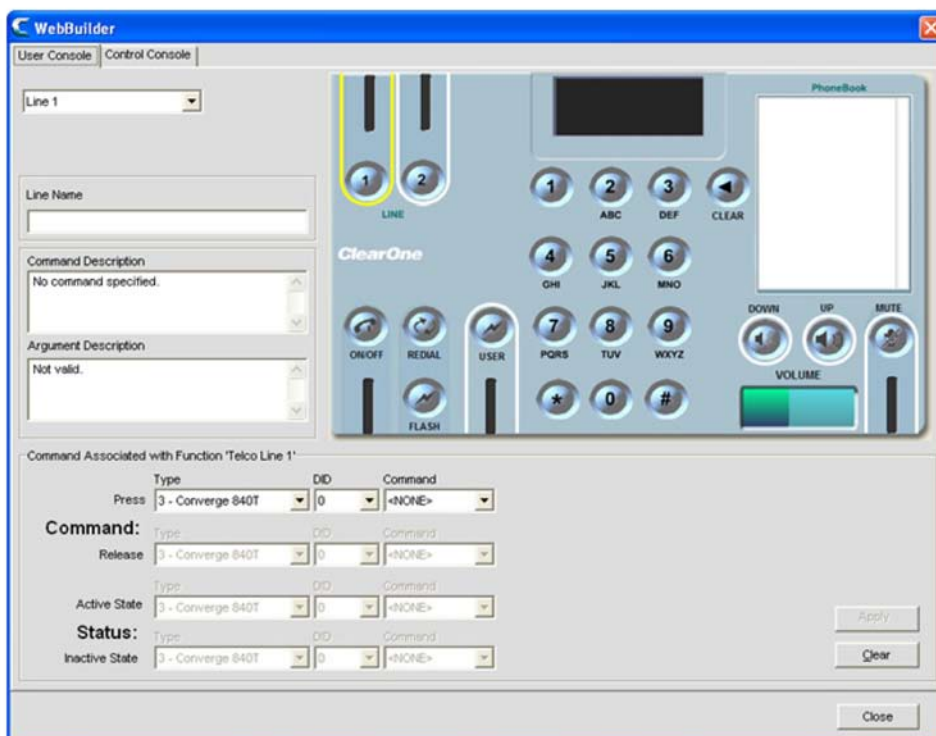 WebBuilder
User Console
Control Console
Line 1
Line Name
Command Description
No command specified.
Argument Description
Not valid.
PhoneBook
1 2
LINE
1 2 3
ABC DEF CLEAR
ClearOne
4 5 6
GHI JKL MNO
DOWN UP MUTE
7 8 9
ON/OFF REDIAL USER PQRS TUV WXYZ
VOLUME
* 0 #
FLASH
Command Associated with Function 'Telco Line 1'
Type DID Command
Press 3 - Converge 840T 0 <NONE>
Command:
Type DID Command
Release 3 - Converge 840T 0 <NONE>
Type DID Command
Active State 3 - Converge 840T 0 <NONE>
Status:
Type DID Command
Inactive State 3 - Converge 840T 0 <NONE>
Apply
Clear
Close